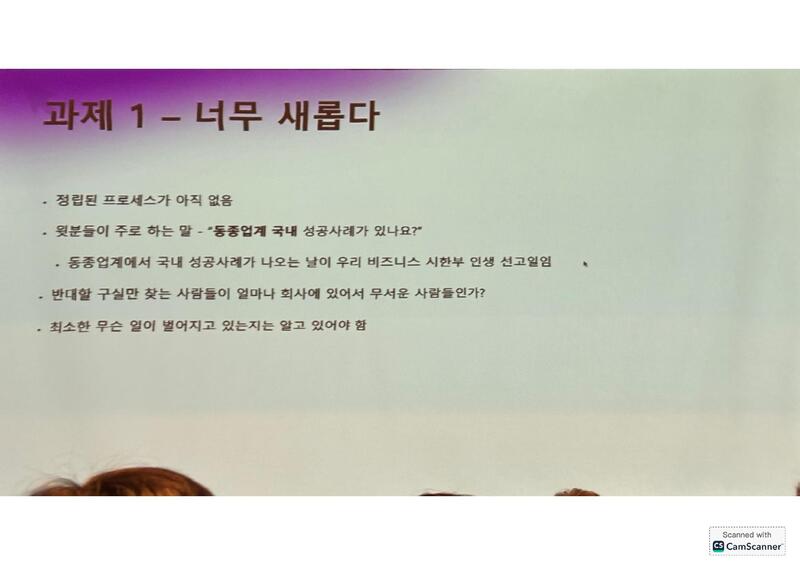 과제 1 – 너무 새롭다
• 정립된 프로세스가 아직 없음
• 윗분들이 주로 하는 말 - “동종업계 국내 성공사례가 있나요?”
• 동종업계에서 국내 성공사례가 나오는 날이 우리 비즈니스 시한부 인생 선고일임
• 반대할 구실만 찾는 사람들이 얼마나 회사에 있어서 무서운 사람들인가?
• 최소한 무슨 일이 벌어지고 있는지는 알고 있어야 함
Scanned with
CS CamScanner